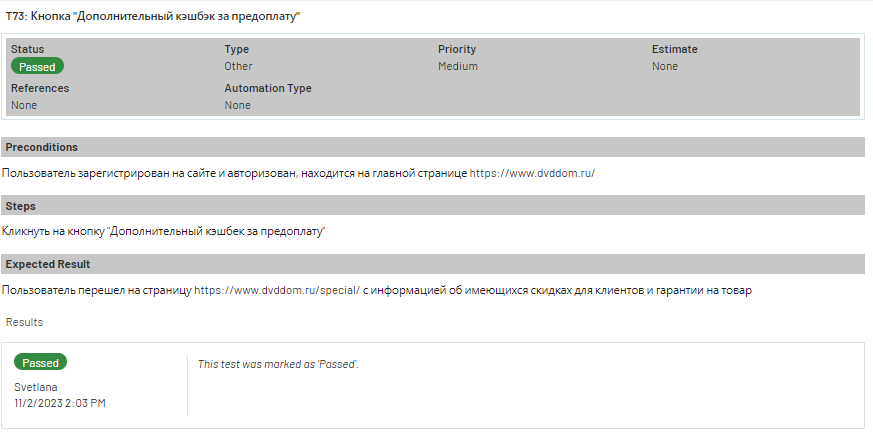 T73: Кнопка "Дополнительный кэшбэк за предоплату"
Status Type Priority Estimate
Passed Other Medium None
References Automation Type
None None
Preconditions
Пользователь зарегистрирован на сайте и авторизован, находится на главной странице https://www.dvddom.ru/
Steps
Кликнуть на кнопку "Дополнительный кэшбек за предоплату"
Expected Result
Пользователь перешел на страницу https://www.dvddom.ru/special/ с информацией об имеющихся скидках для клиентов и гарантии на товар
Results
Passed This test was marked as 'Passed'.
Svetlana
11/2/2023 2:03 PM